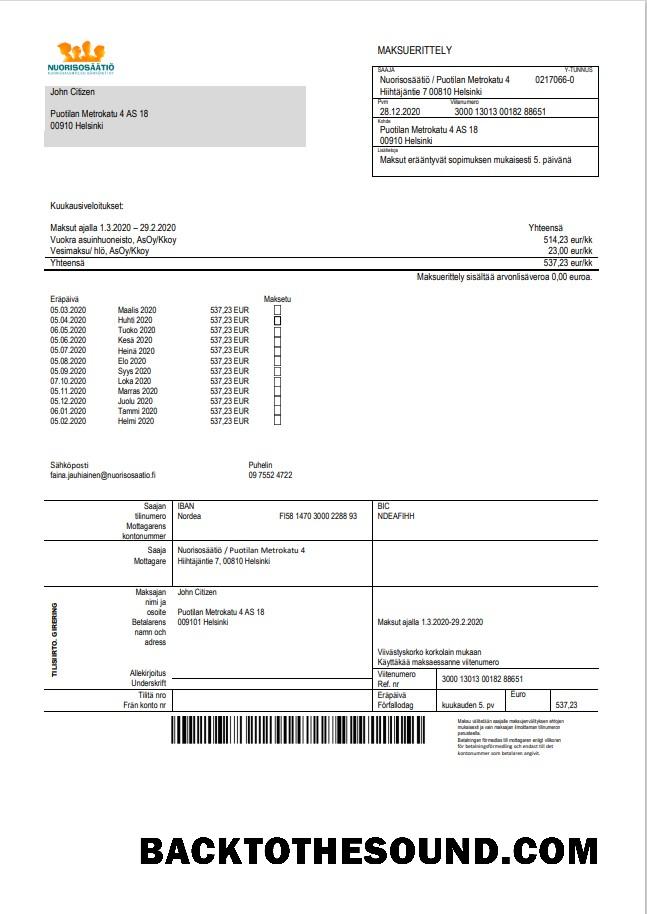 NUORISOSÄÄTIÖ
MAKSUERITTELY
SAAJA Y-TUNNUS
Nuorisosäätiö / Puotilan Metrokatu 4 0217066-0
Hiihtäjäntie 7 00810 Helsinki
Pvm Viitenumero
28.12.2020 3000 13013 00182 88651
Kohde
Puotilan Metrokatu 4 AS 18
00910 Helsinki
Lisätietoja
Maksut erääntyvät sopimuksen mukaisesti 5. päivänä
John Citizen
Puotilan Metrokatu 4 AS 18
00910 Helsinki
Kuukausiveloitukset:
Maksut ajalla 1.3.2020 – 29.2.2020 Yhteensä
Vuokra asuinhuoneisto, AsOy/Kkoy 514,23 eur/kk
Vesimaksu/ hlö, AsOy/Kkoy 23,00 eur/kk
Yhteensä 537,23 eur/kk
Maksuerittely sisältää arvonlisäveroa 0,00 euroa.
Eräpäivä Maksetu
05.03.2020 Maalis 2020 537,23 EUR
05.04.2020 Huhti 2020 537,23 EUR
06.05.2020 Tuoko 2020 537,23 EUR
05.06.2020 Kesä 2020 537,23 EUR
05.07.2020 Heinä 2020 537,23 EUR
05.08.2020 Elo 2020 537,23 EUR
05.09.2020 Syys 2020 537,23 EUR
07.10.2020 Loka 2020 537,23 EUR
05.11.2020 Marras 2020 537,23 EUR
05.12.2020 Juolu 2020 537,23 EUR
06.01.2020 Tammi 2020 537,23 EUR
05.02.2020 Helmi 2020 537,23 EUR
Sähköposti Puhelin
faina.jauhiainen@nuorisosaatio.fi 09 7552 4722
Saajan IBAN BIC
tilinumero Nordea FI58 1470 3000 2288 93 NDEAFIHH
Mottagarens
kontonummer
Saaja Nuorisosäätiö / Puotilan Metrokatu 4
Mottagare Hiihtäjäntie 7, 00810 Helsinki
TILISIIRTO. GIRERING
Maksajan John Citizen
nimi ja
osoite Puotilan Metrokatu 4 AS 18
Betalarens 009101 Helsinki Maksut ajalla 1.3.2020-29.2.2020
namn och
adress
Viivästyskorko korkolain mukaan
Käyttäkää maksaessanne viitenumero
Allekirjoitus Viitenumero
Underskrift Ref. nr 3000 13013 00182 88651
Tilitä nro Eräpäivä Euro
Från konto nr Förfallodag kuukauden 5. pv 537,23
Maksu välitetään saajalle maksujenvälityksen ehtojen
mukaisesti ja vain maksajan ilmoittaman tilinumeron
perusteella.
Betalningen förmedlas till mottagaren enligt villkoren
för betalningsförmedling och endast till det
kontonummer som betalaren angivit.
BACKTOTHESOUND.COM